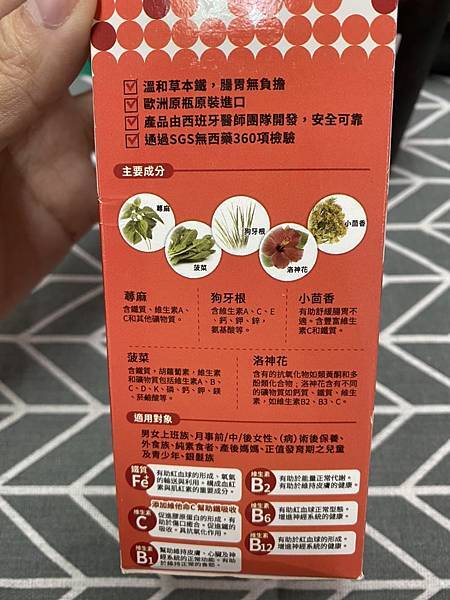 溫和草本鐵，腸胃無負擔
歐洲原瓶原裝進口
產品由西班牙醫師團隊開發，安全可靠
通過SGS無西藥360項檢驗
主要成分
蕁麻
菠菜
狗牙根
洛神花
小茴香
蕁麻
含鐵質、維生素A、
C和其他礦物質。
狗牙根
含維生素A、C、E
、鈣、鉀、鋅，
氨基酸等。
小茴香
有助舒緩腸胃不
適。含豐富維生
素C和鐵質。
菠菜
含鐵質，胡蘿蔔素，維生素
和礦物質包括維生素A、B、
C、D、K、磷、鈣、鉀、鎂
、菸鹼酸等。
洛神花
含有的抗氧化物如類黃酮和多
酚類化合物；洛神花含有不同
的礦物質如鈣質、鐵質、維生
素，如維生素B2、B3、C。
適用對象
男女上班族、月事前/中/後女性、(病)術後保養、
外食族、純素食者、產後媽媽、正值發育期之兒童
及青少年、銀髮族
鐵質
Fe
有助紅血球的形成、氧氣
的輸送與利用。構成血紅
素與肌紅素的重要成分。
添加維他命C 幫助鐵吸收
維生素
C
促進膠原蛋白的形成，有
助於傷口癒合。促進鐵的
吸收。具抗氧化作用。
維生素
B1
幫助維持皮膚、心臟及神
經系統的正常功能。有助
於維持正常的食慾。
維生素
B2
有助於能量正常代謝。
有助於維持皮膚的健康。
維生素
B6
有助紅血球正常型態。
增進神經系統的健康。
維生素
B12
有助於紅血球的形成。
增進神經系統的健康。